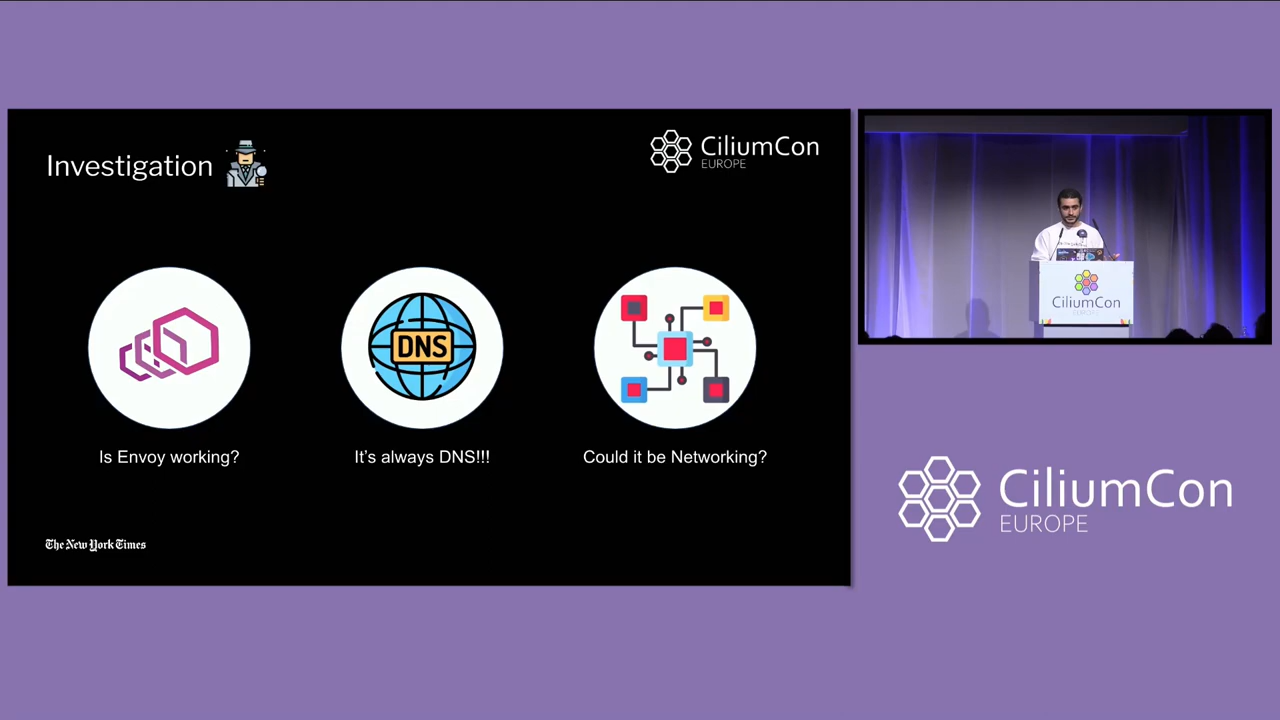 Investigation
CiliumCon
EUROPE
DNS
Is Envoy working?
It's always DNS!!!
Could it be Networking?
The New York Times
CiliumCon
EUROPE
CiliumCon
EUROPE